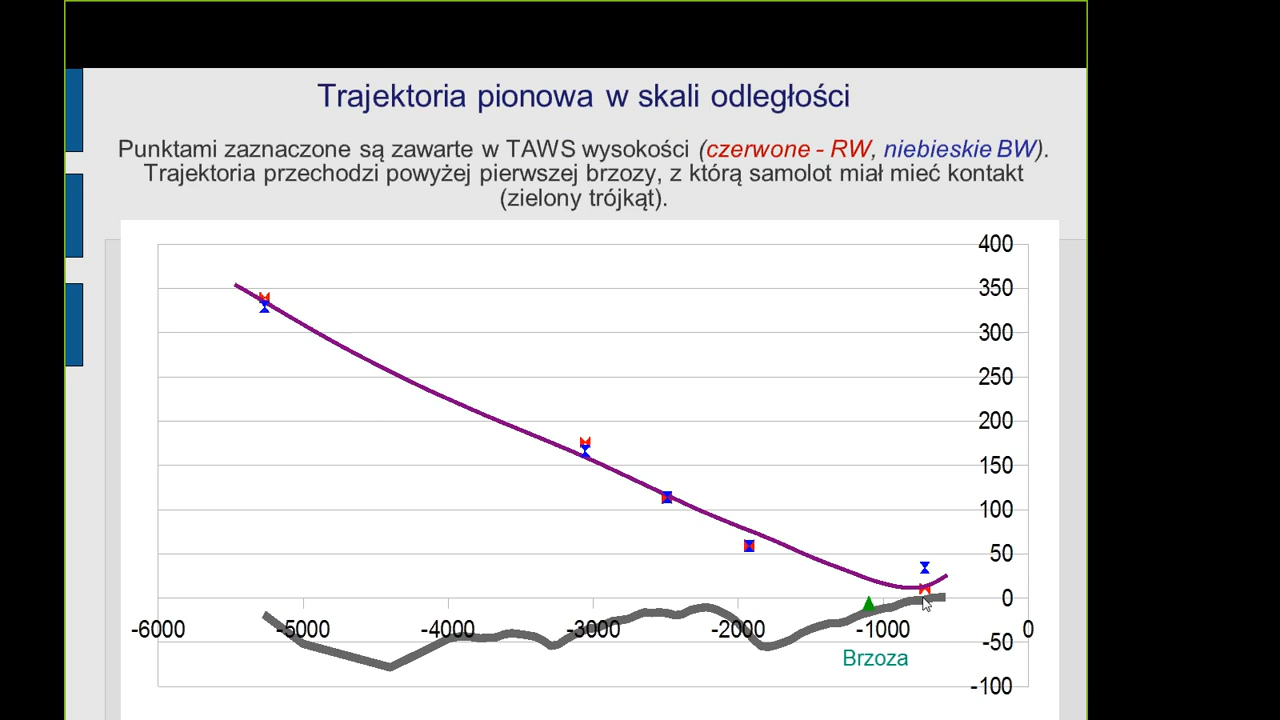 Trajektoria pionowa w skali odległości
Punktami zaznaczone są zawarte w TAWS wysokości (czerwone - RW, niebieskie BW).
Trajektoria przechodzi powyżej pierwszej brzozy, z którą samolot miał mieć kontakt
(zielony trójkąt).
400
350
300
250
200
150
100
50
0
-6000 -5000 -4000 -3000 -2000 -1000 0
-50
Brzoza
-100